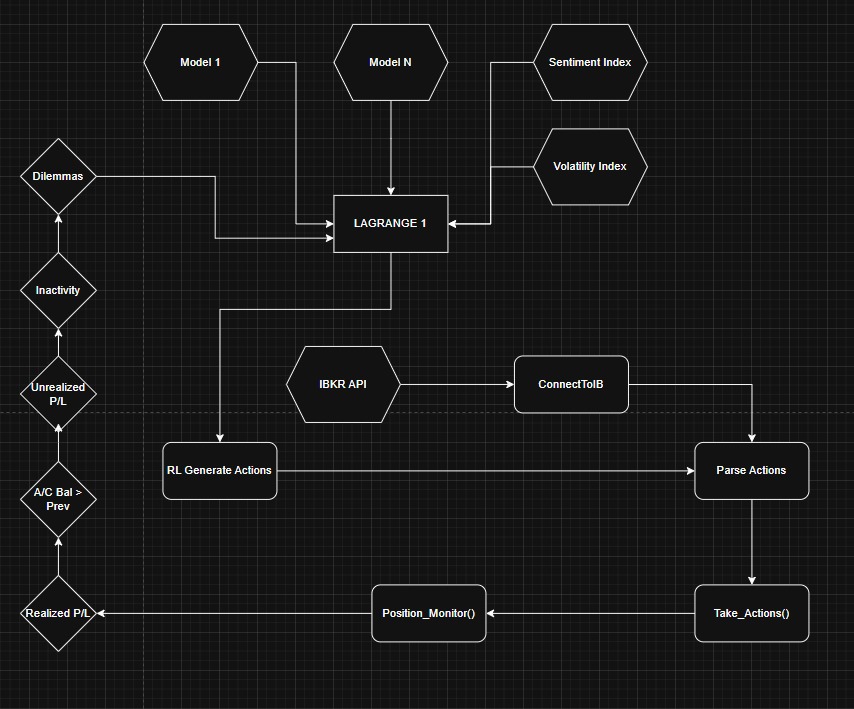 Model 1
Model N
Sentiment Index
Volatility Index
Dilemmas
LAGRANGE 1
Inactivity
Unrealized
P/L
IBKR API
ConnectToIB
RL Generate Actions
Parse Actions
A/C Bal >
Prev
Realized P/L
Position_Monitor()
Take_Actions()